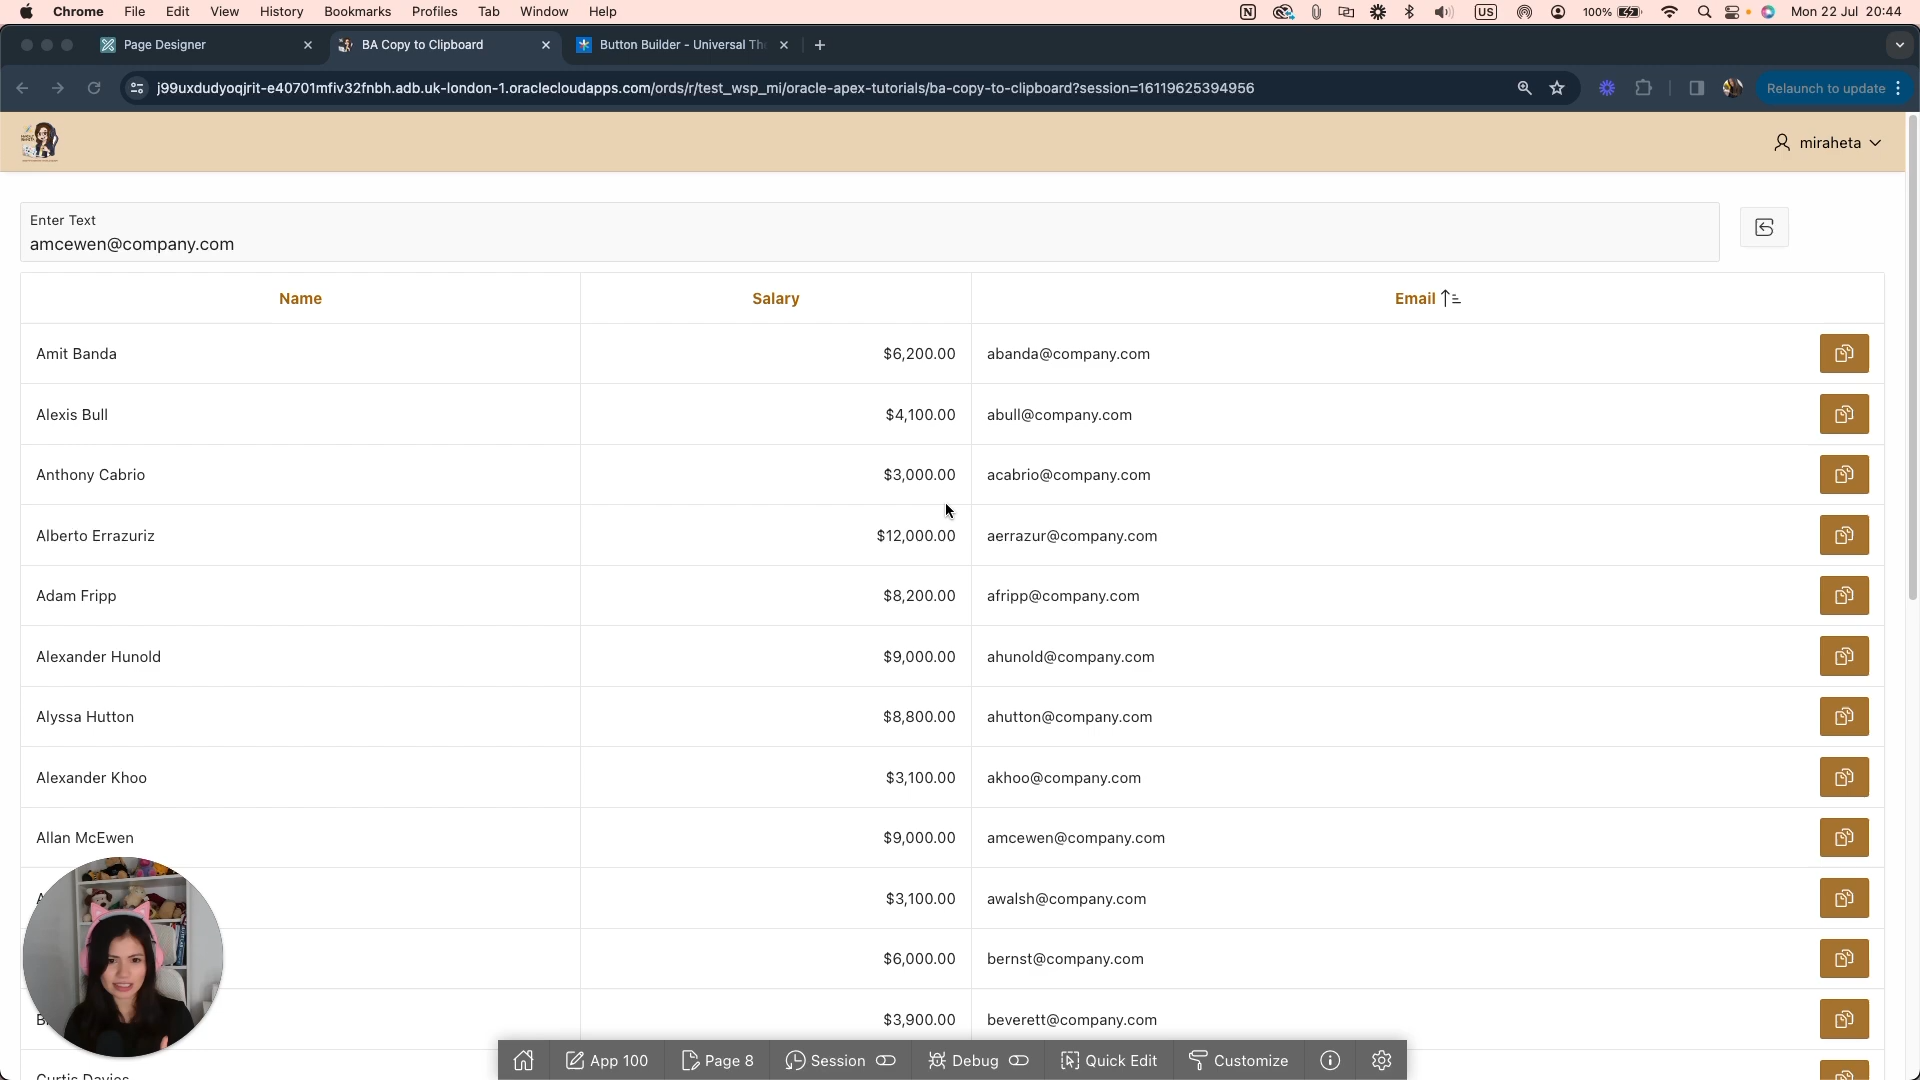 Chrome File Edit View History Bookmarks Profiles Tab Window Help US 100% Mon 22 Jul 20:44
Page Designer BA Copy to Clipboard Button Builder - Universal Th
j99uxdudyoqjrit-e40701mfiv32fnbh.adb.uk-london-1.oraclecloudapps.com/ords/r/test_wsp_mi/oracle-apex-tutorials/ba-copy-to-clipboard?session=16119625394956 Relaunch to update
miraheta
Enter Text
amcewen@company.com
Name Salary Email
Amit Banda $6,200.00 abanda@company.com
Alexis Bull $4,100.00 abull@company.com
Anthony Cabrio $3,000.00 acabrio@company.com
Alberto Errazuriz $12,000.00 aerrazur@company.com
Adam Fripp $8,200.00 afripp@company.com
Alexander Hunold $9,000.00 ahunold@company.com
Alyssa Hutton $8,800.00 ahutton@company.com
Alexander Khoo $3,100.00 akhoo@company.com
Allan McEwen $9,000.00 amcewen@company.com
$3,100.00 awalsh@company.com
$6,000.00 bernst@company.com
$3,900.00 beverett@company.com
App 100 Page 8 Session Debug Quick Edit Customize
Curtis Davies